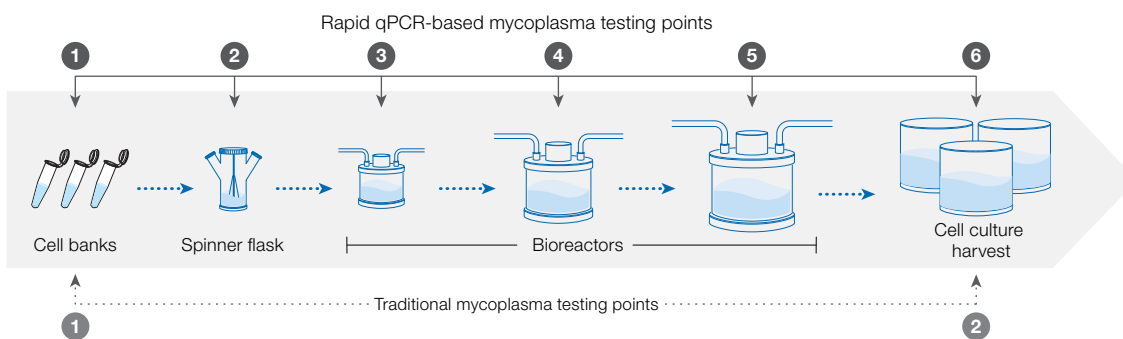 Rapid qPCR-based mycoplasma testing points
1 2 3 4 5 6
Cell banks
Spinner flask
Bioreactors
Cell culture
harvest
Traditional mycoplasma testing points
1 2